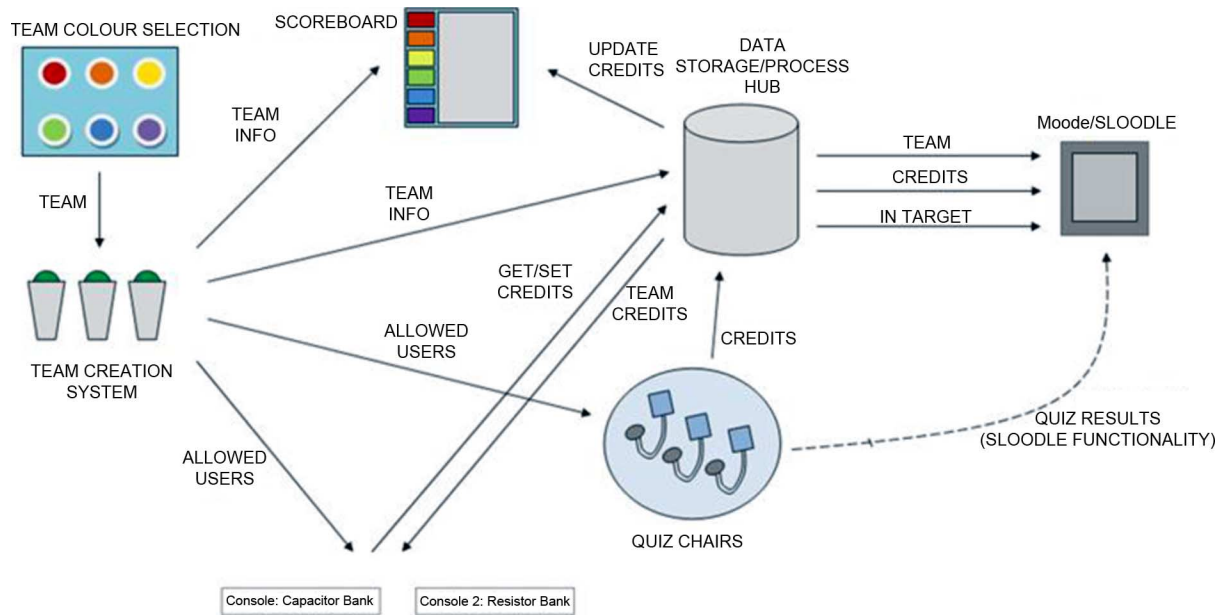 TEAM COLOUR SELECTION
SCOREBOARD
UPDATE
CREDITS
DATA
STORAGE/PROCESS
HUB
Moode/SLOODLE
TEAM
INFO
TEAM
CREDITS
IN TARGET
TEAM
TEAM
INFO
GET/SET
CREDITS
TEAM
CREDITS
ALLOWED
USERS
CREDITS
TEAM CREATION
SYSTEM
QUIZ RESULTS
(SLOODLE FUNCTIONALITY)
ALLOWED
USERS
QUIZ CHAIRS
Console: Capacitor Bank
Console 2: Resistor Bank